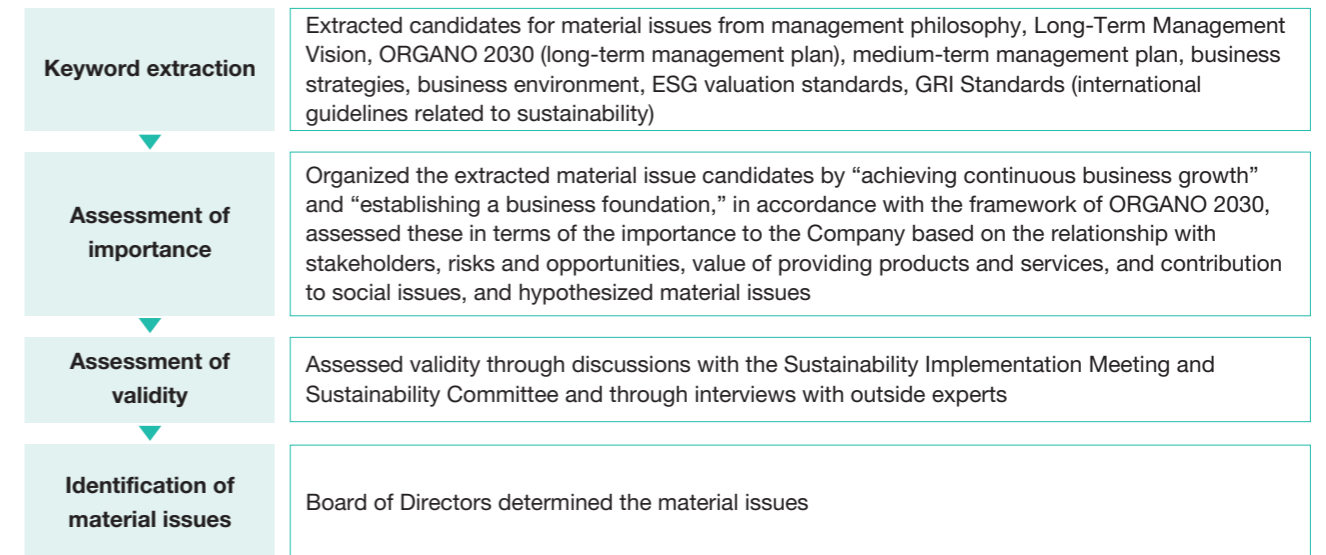 Keyword extraction
Extracted candidates for material issues from management philosophy, Long-Term Management
Vision, ORGANO 2030 (long-term management plan), medium-term management plan, business
strategies, business environment, ESG valuation standards, GRI Standards (international
guidelines related to sustainability)
Assessment of
importance
Organized the extracted material issue candidates by “achieving continuous business growth”
and “establishing a business foundation,” in accordance with the framework of ORGANO 2030,
assessed these in terms of the importance to the Company based on the relationship with
stakeholders, risks and opportunities, value of providing products and services, and contribution
to social issues, and hypothesized material issues
Assessment of
validity
Assessed validity through discussions with the Sustainability Implementation Meeting and
Sustainability Committee and through interviews with outside experts
Identification of
material issues
Board of Directors determined the material issues